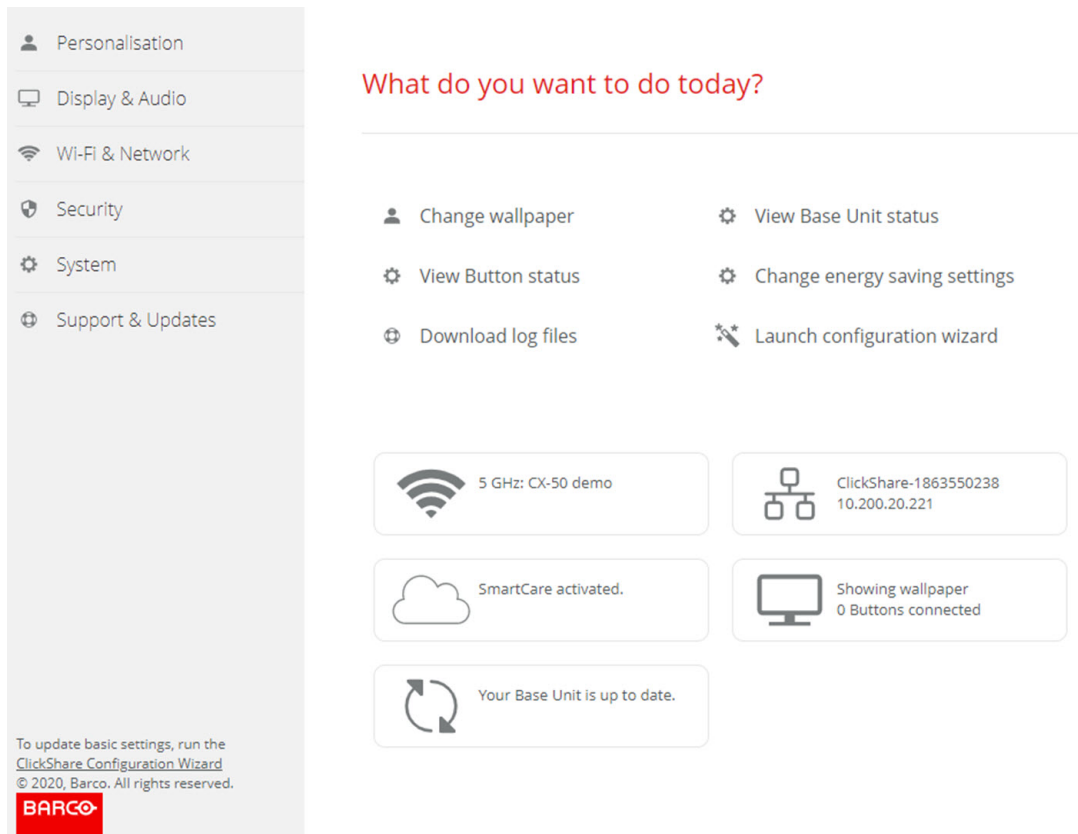 Personalisation
Display & Audio
Wi-Fi & Network
Security
System
Support & Updates
To update basic settings, run the
ClickShare Configuration Wizard
© 2020, Barco. All rights reserved.
BARCO
What do you want to do today?
Change wallpaper
View Base Unit status
View Button status
Change energy saving settings
Download log files
Launch configuration wizard
5 GHz: CX-50 demo
ClickShare-1863550238
10.200.20.221
SmartCare activated.
Showing wallpaper
0 Buttons connected
Your Base Unit is up to date.